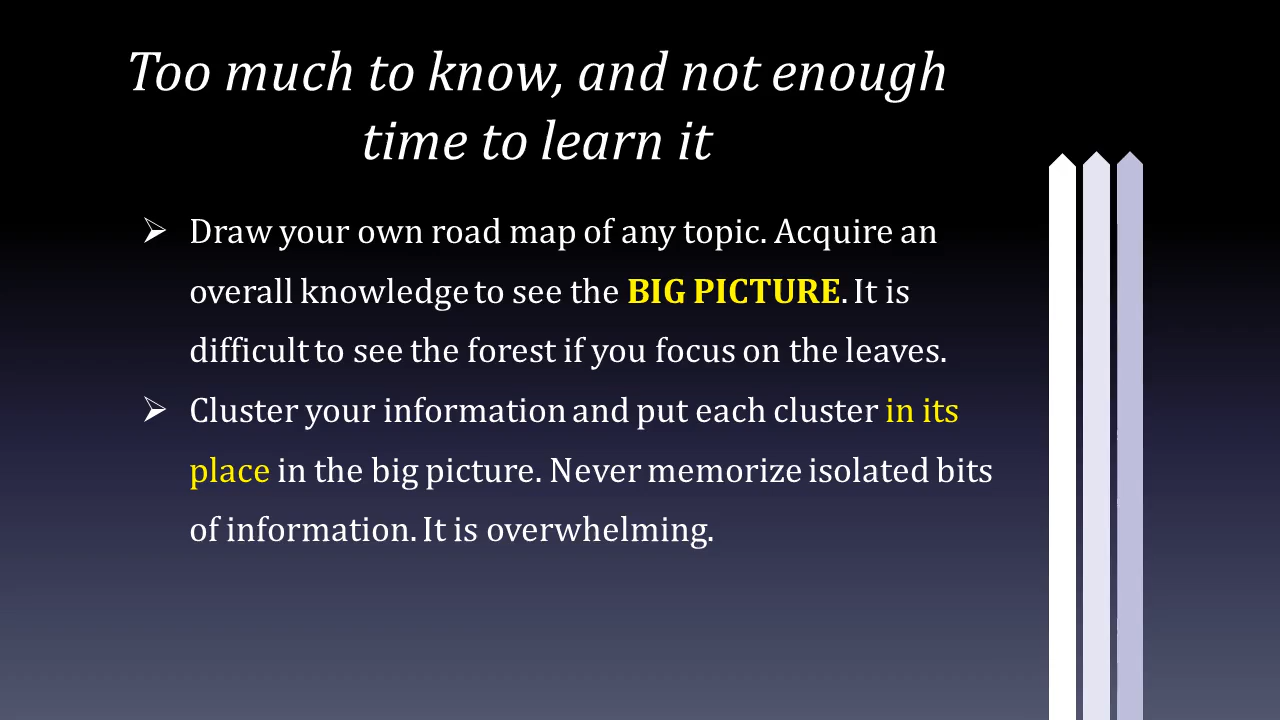 Too much to know, and not enough
time to learn it
➢ Draw your own road map of any topic. Acquire an
overall knowledge to see the BIG PICTURE. It is
difficult to see the forest if you focus on the leaves.
➢ Cluster your information and put each cluster in its
place in the big picture. Never memorize isolated bits
of information. It is overwhelming.